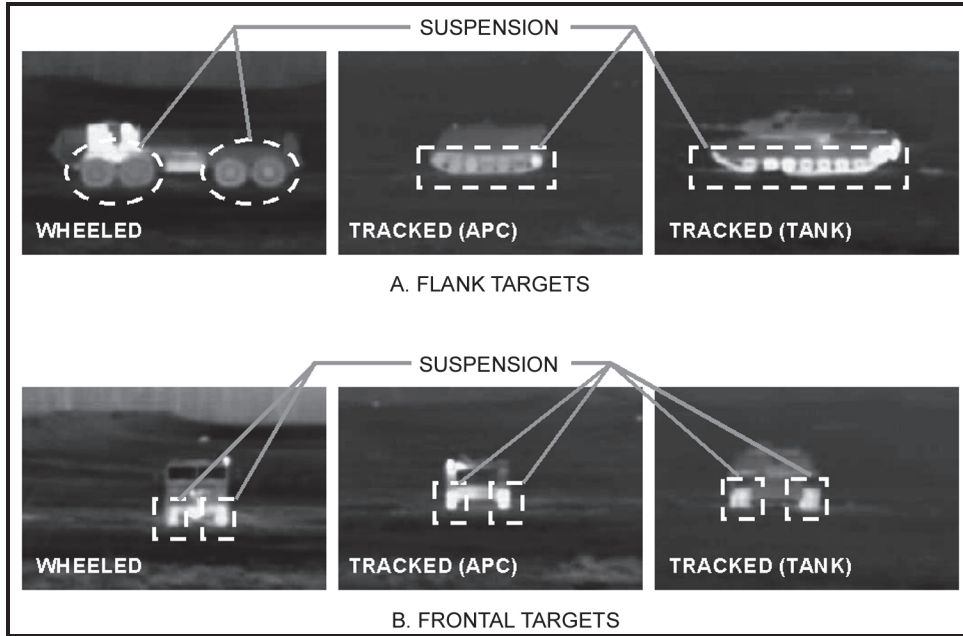 SUSPENSION
WHEELED
TRACKED (APC)
TRACKED (TANK)
A. FLANK TARGETS
SUSPENSION
WHEELED
TRACKED (APC)
TRACKED (TANK)
B. FRONTAL TARGETS